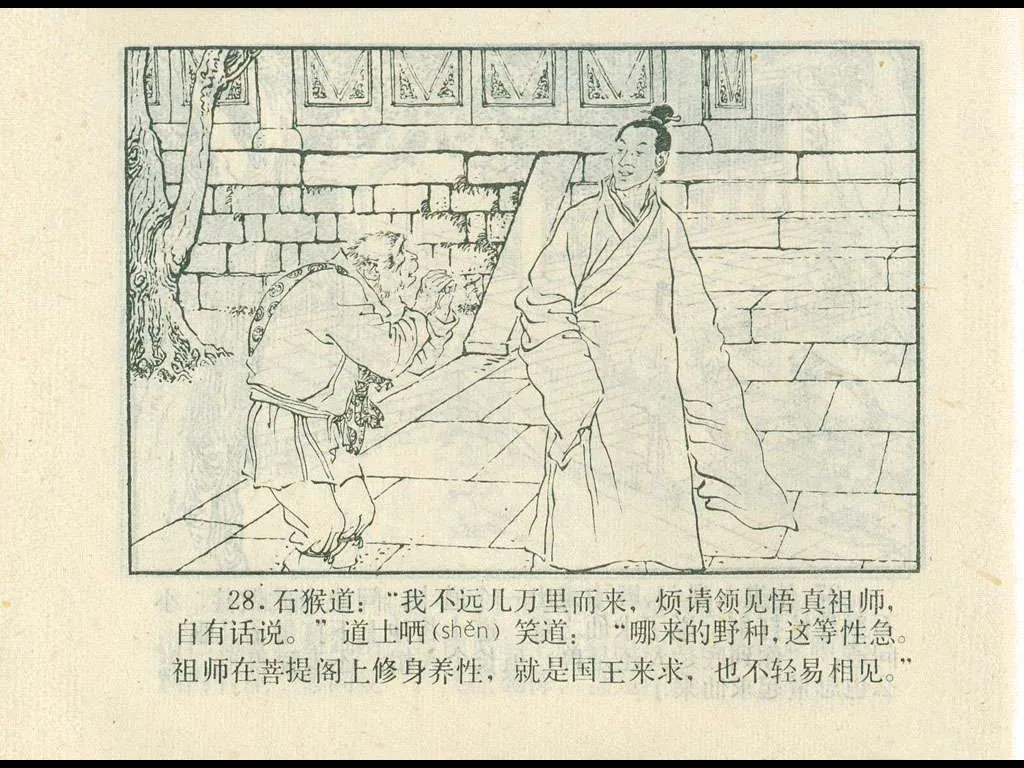 28.石猴道：“我不远几万里而来，烦请领见悟真祖师，
自有话说。”道士哂(shěn)笑道：“哪来的野种，这等性急。
祖师在菩提阁上修身养性，就是国王来求，也不轻易相见。”